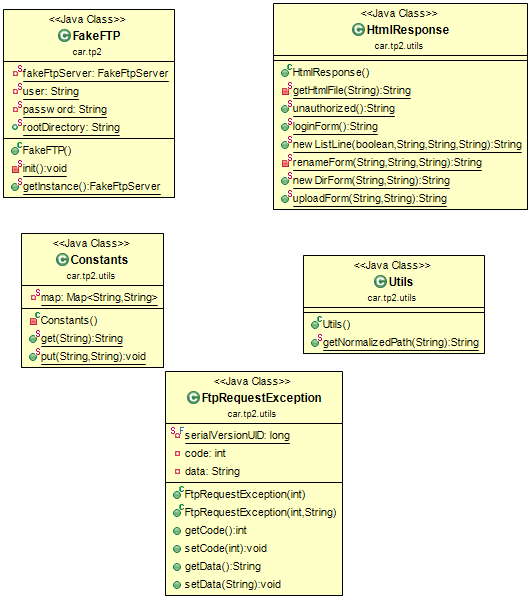 <<Java Class>>
FakeFTP
car.tp2
fakeFtpServer: FakeFtpServer
user: String
password: String
rootDirectory: String
FakeFTP()
init():void
getInstance():FakeFtpServer
<<Java Class>>
HtmlResponse
car.tp2.utils
HtmlResponse()
getHtmlFile(String):String
unauthorized():String
loginForm():String
newListLine(boolean,String,String,String):String
renameForm(String,String,String):String
newDirForm(String,String):String
uploadForm(String,String):String
<<Java Class>>
Constants
car.tp2.utils
map: Map<String,String>
Constants()
get(String):String
put(String,String):void
<<Java Class>>
Utils
car.tp2.utils
Utils()
getNormalizedPath(String):String
<<Java Class>>
FtpRequestException
car.tp2.utils
serialVersionUID: long
code: int
data: String
FtpRequestException(int)
FtpRequestException(int,String)
getCode():int
setCode(int):void
getData():String
setData(String):void